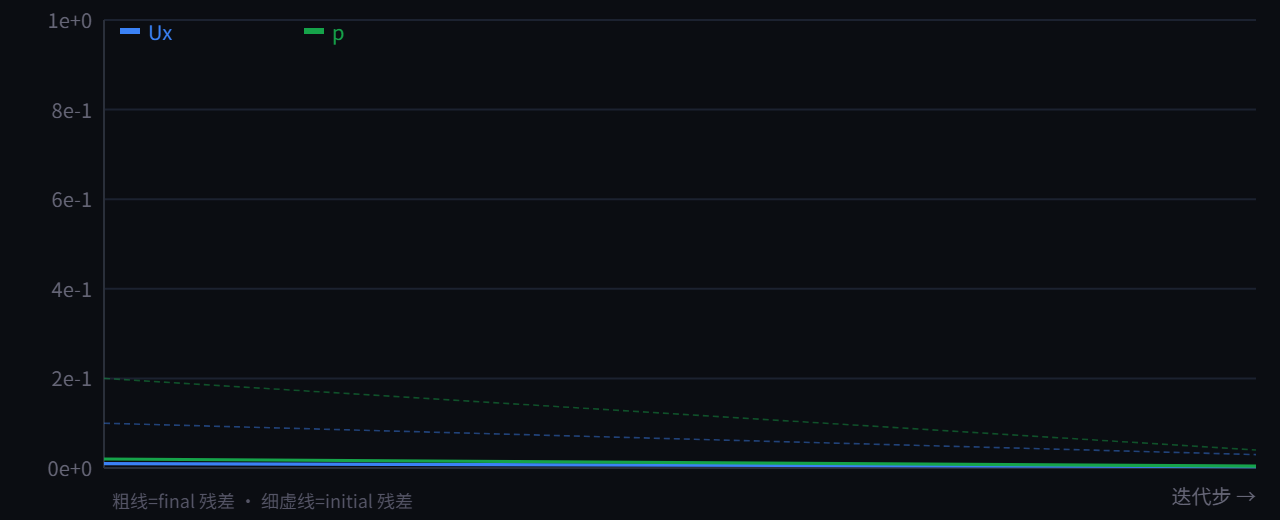 1e+0
Ux
p
8e-1
6e-1
4e-1
2e-1
0e+0
粗线=final 残差 · 细虚线=initial 残差
迭代步 →